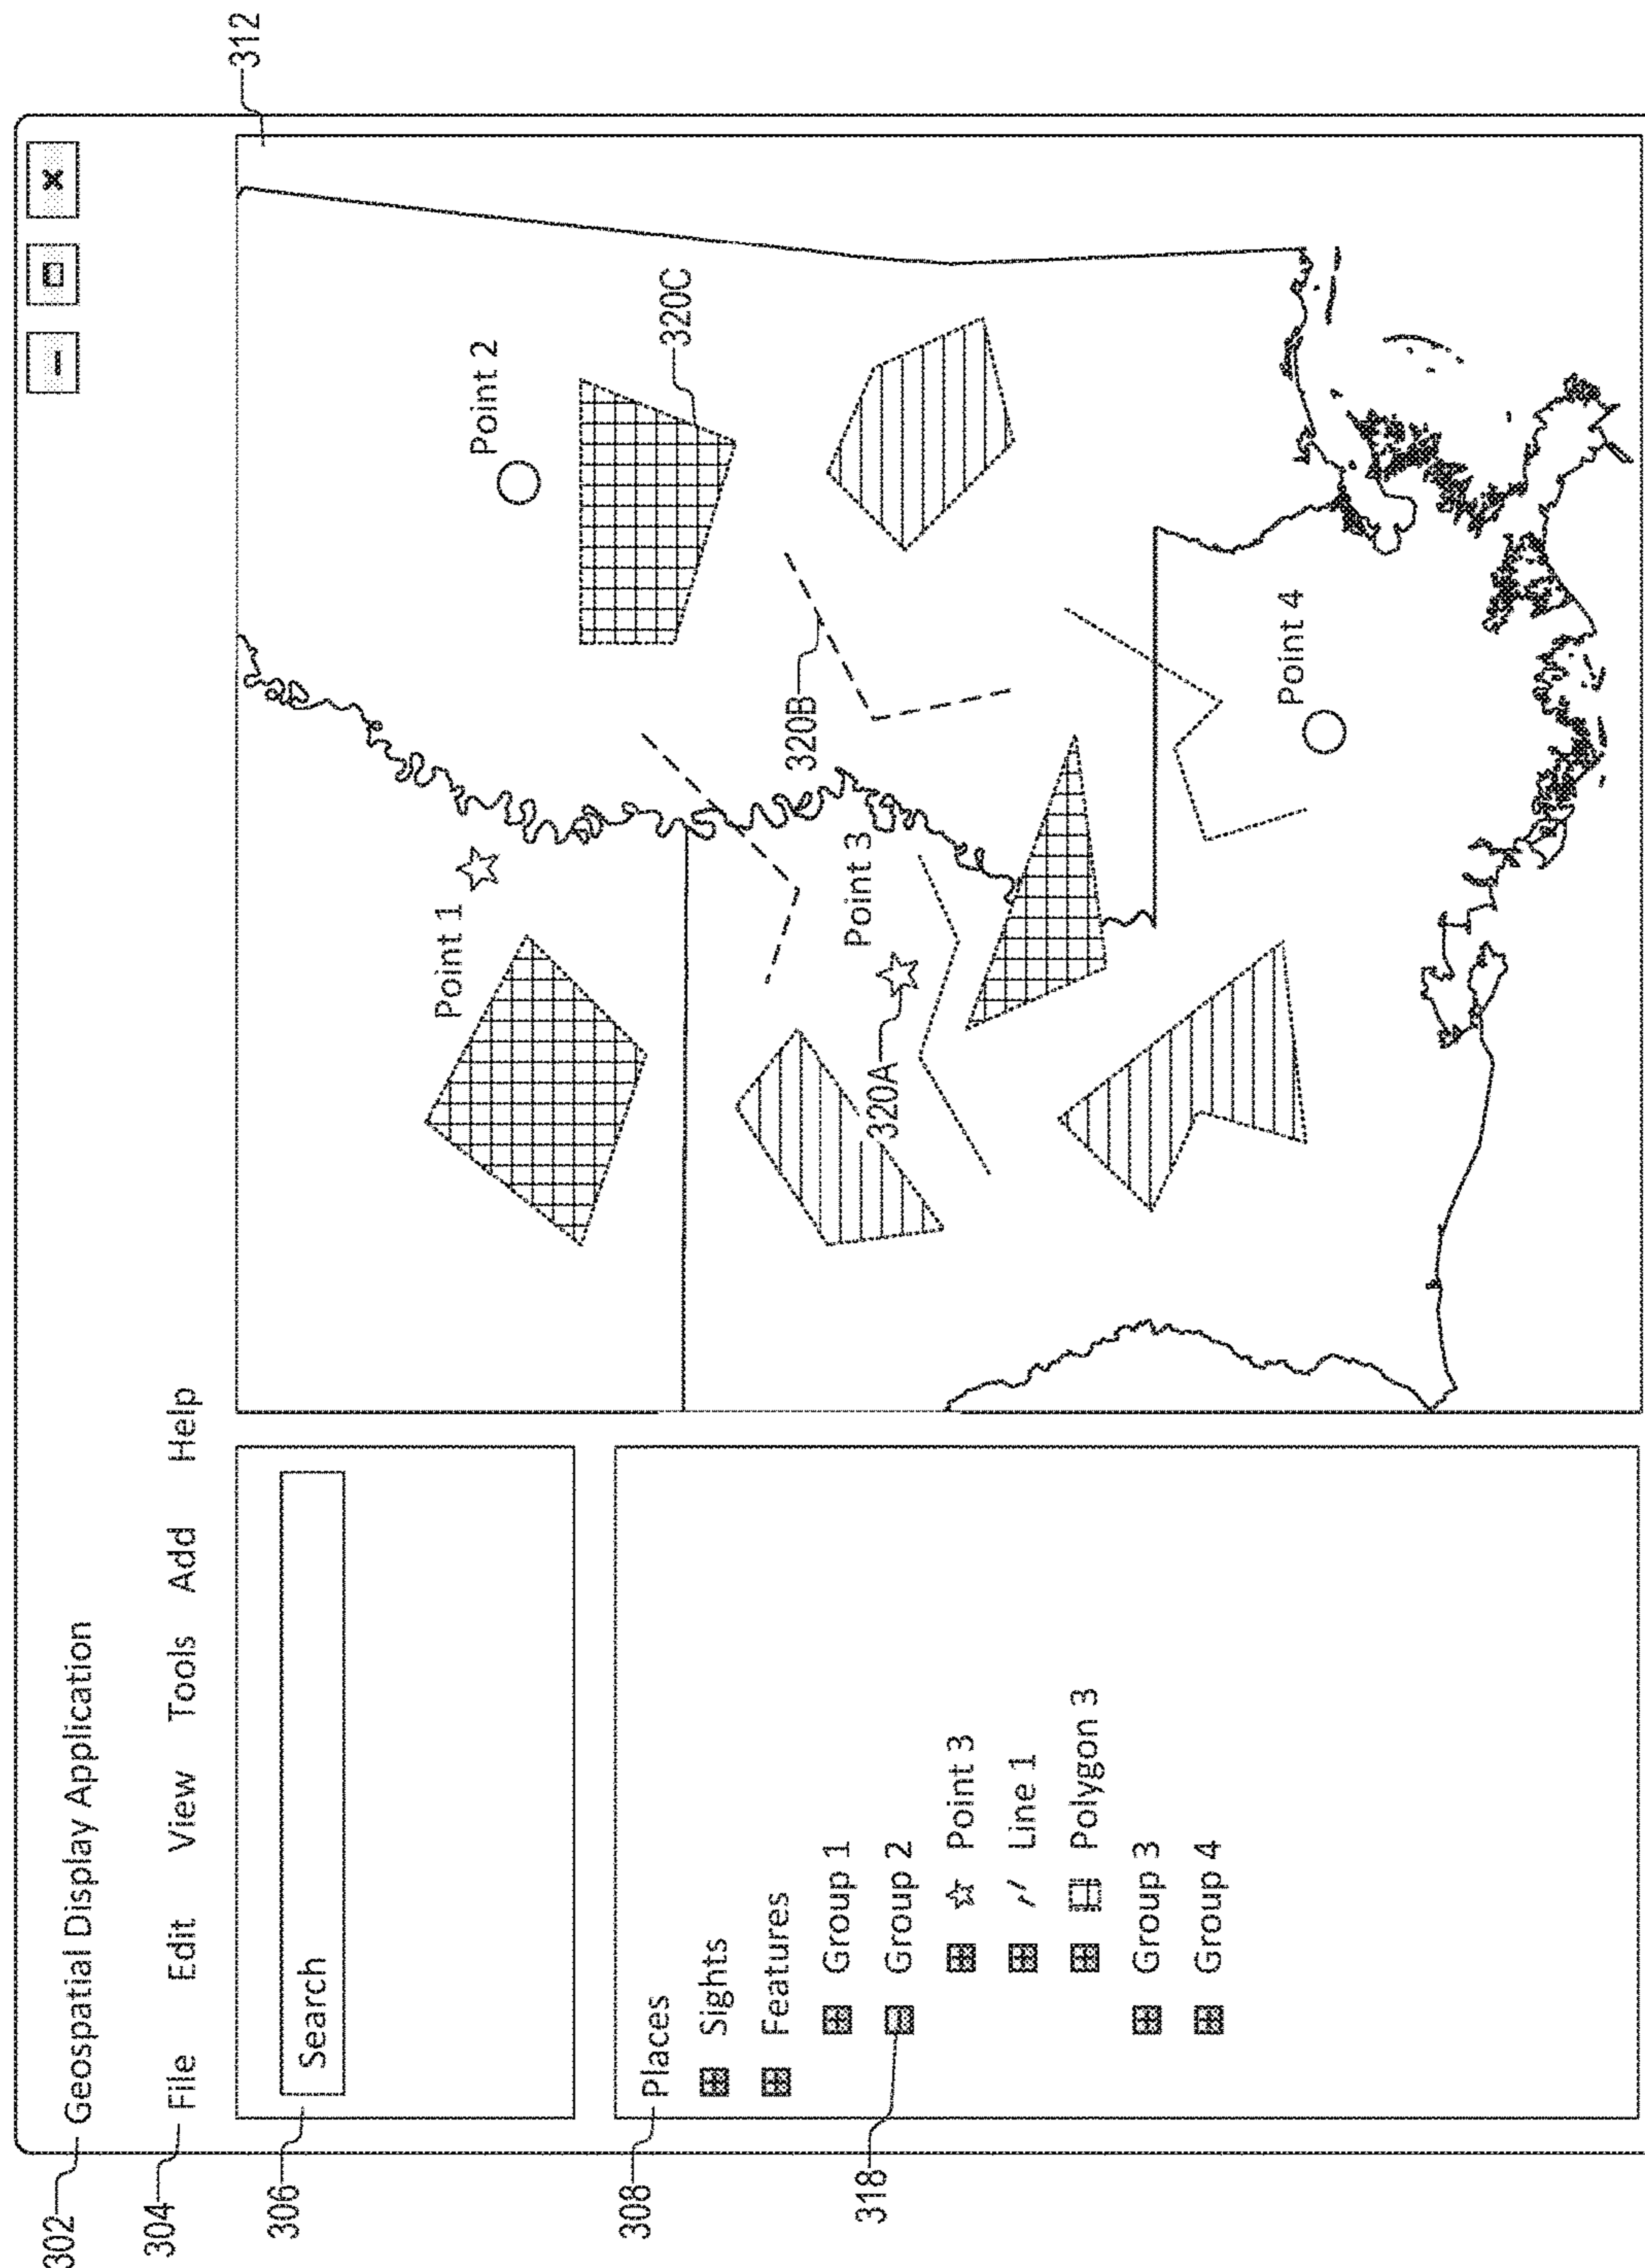 302
Geospatial Display Application
304
File Edit View Tools Add Help
306
Search
308
Places
Sights
Features
Group 1
318
Group 2
Point 3
Line 1
Polygon 3
Group 3
Group 4
312
Point 1
Point 2
320C
320B
Point 3
320A
Point 4